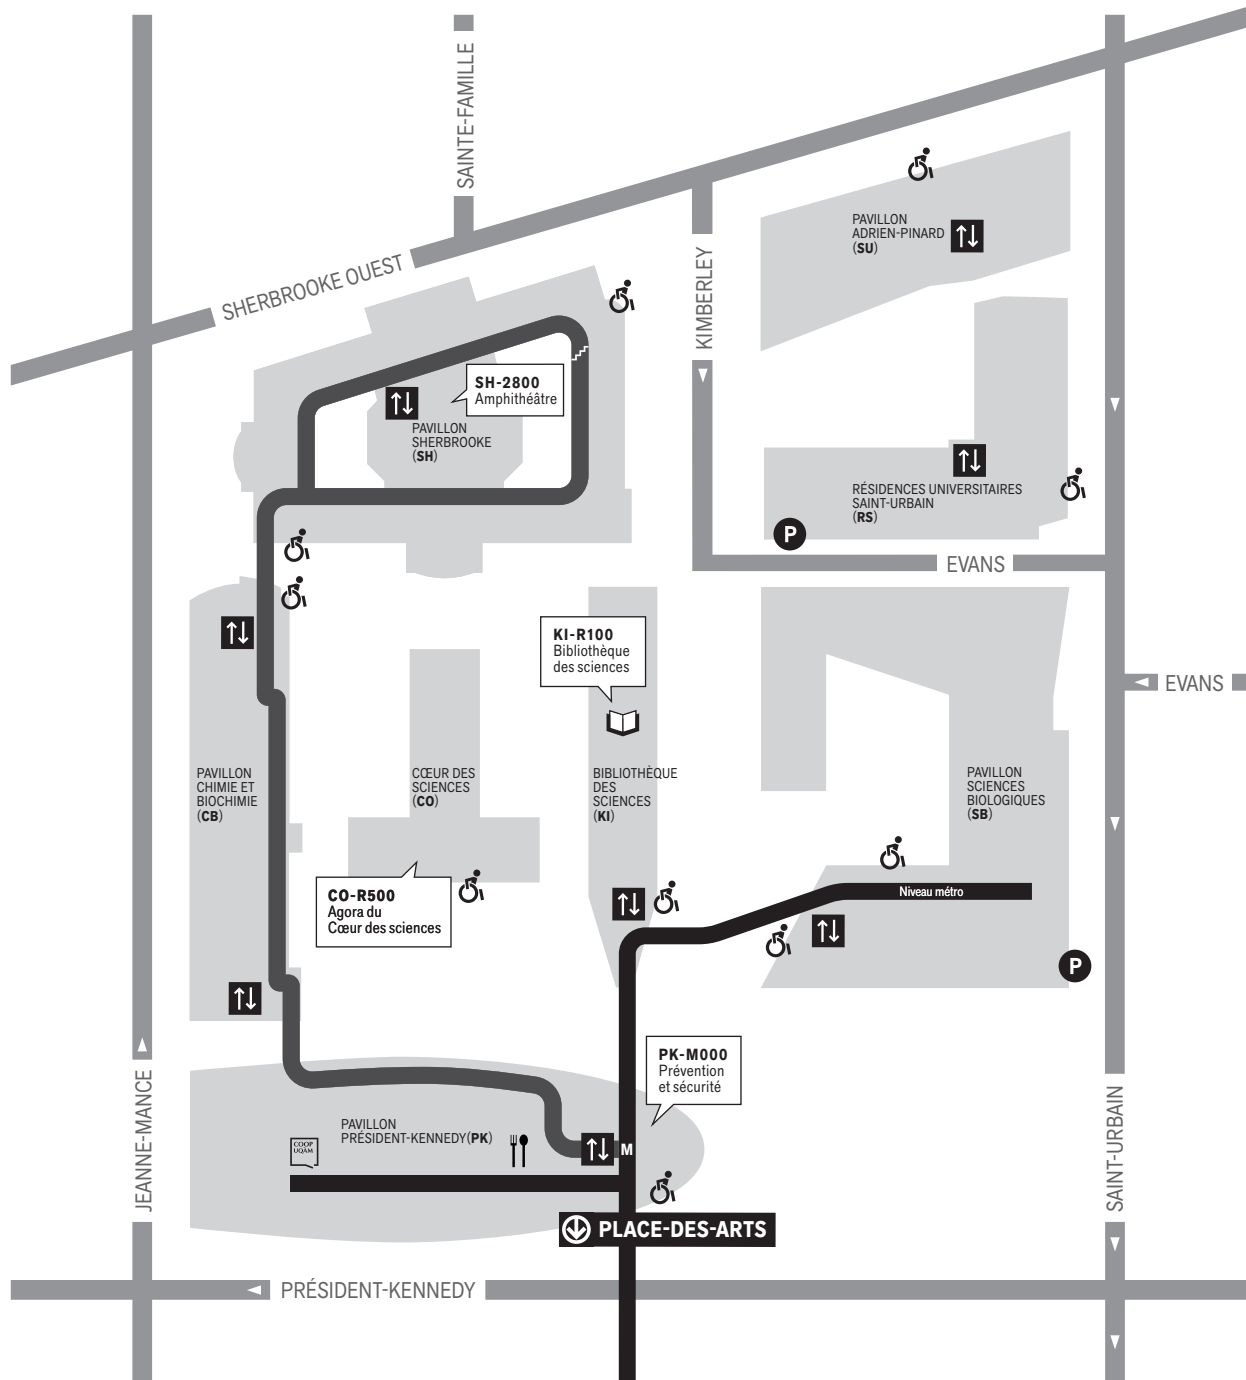 SAINTE-FAMILLE
SHERBROOKE OUEST
KIMBERLEY
PAVILLON
ADRIEN-PINARD
(SU)
SH-2800
Amphithéâtre
PAVILLON
SHERBROOKE
(SH)
RÉSIDENCES UNIVERSITAIRES
SAINT-URBAIN
(RS)
P
EVANS
KI-R100
Bibliothèque
des sciences
EVANS
PAVILLON
CHIMIE ET
BIOCHIMIE
(CB)
CŒUR DES
SCIENCES
(CO)
BIBLIOTHÈQUE
DES
SCIENCES
(KI)
PAVILLON
SCIENCES
BIOLOGIQUES
(SB)
CO-R500
Agora du
Cœur des sciences
Niveau métro
P
PK-M000
Prévention
et sécurité
JEANNE-MANCE
SAINT-URBAIN
PAVILLON
PRÉSIDENT-KENNEDY(PK)
COOP
UQÀM
M
PLACE-DES-ARTS
PRÉSIDENT-KENNEDY